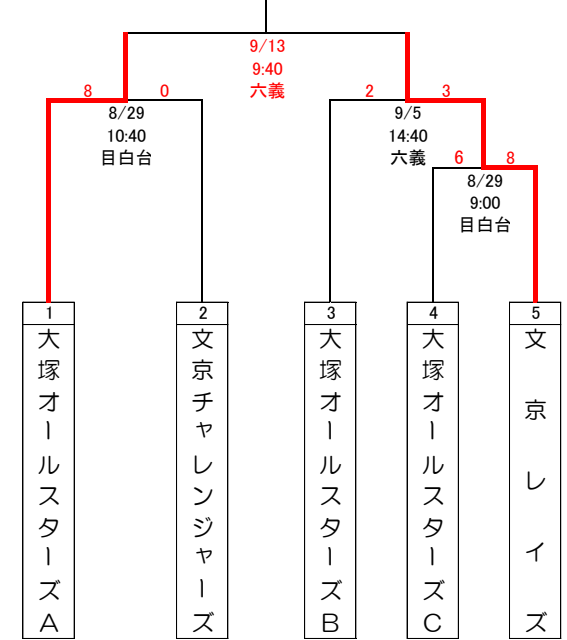 9/13
9:40
六義
8 0
8/29
10:40
目白台
2 3
9/5
14:40
六義
6 8
8/29
9:00
目白台
1
大塚オールスターズA
2
文京チャレンジャーズ
3
大塚オールスターズB
4
大塚オールスターズC
5
文京レイズ